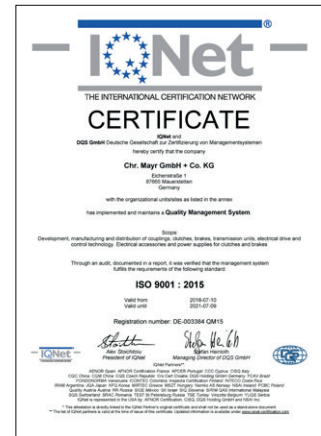 IQNet ®
THE INTERNATIONAL CERTIFICATION NETWORK
CERTIFICATE
IQNet and
DQS GmbH Deutsche Gesellschaft zur Zertifizierung von Managementsystemen
hereby certify that the company
Chr. Mayr GmbH + Co. KG
Eichenstraße 1
87665 Mauerstetten
Germany
with the organizational units/sites as listed in the annex
has implemented and maintains a Quality Management System.
Scope:
Development, manufacturing and distribution of couplings, clutches, brakes, transmission units, electrical drive and
control technology. Electrical accessories and power supplies for clutches and brakes
Through an audit, documented in a report, it was verified that the management system
fulfills the requirements of the following standard:
ISO 9001 : 2015
Valid from 2018-07-10
Valid until 2021-07-09
Registration number: DE-003384 QM15
IQNet
Alex Stoichitoiu
President of IQNet
Stefan Heinloth
Managing Director of DQS GmbH